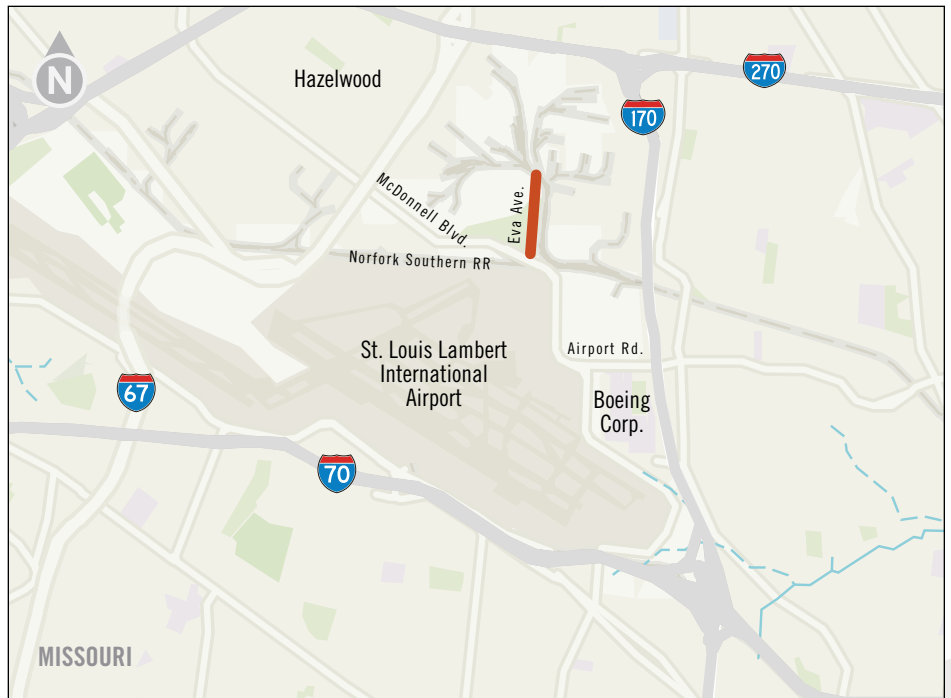 N
Hazelwood
270
170
McDonnell Blvd.
Eva Ave.
Norfork Southern RR
St. Louis Lambert
International
Airport
Airport Rd.
67
Boeing
Corp.
70
MISSOURI